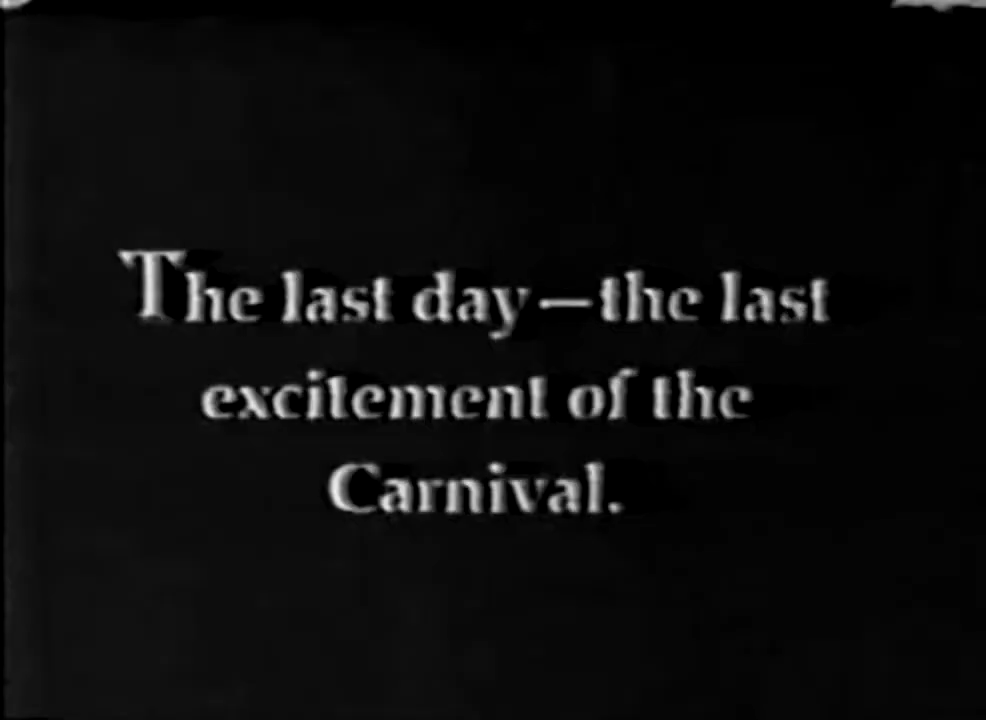 The last day—the last
excitement of the
Carnival.